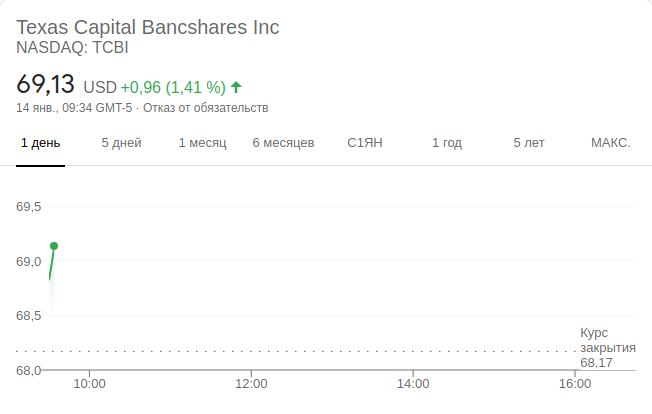 Texas Capital Bancshares Inc
NASDAQ: TCBI
69,13 USD +0,96 (1,41 %)
14 янв., 09:34 GMT-5 · Отказ от обязательств
1 день 5 дней 1 месяц 6 месяцев С1ЯН 1 год 5 лет МАКС.
69,5
69,0
68,5
Курс
закрытия
68,17
68,0
10:00 12:00 14:00 16:00